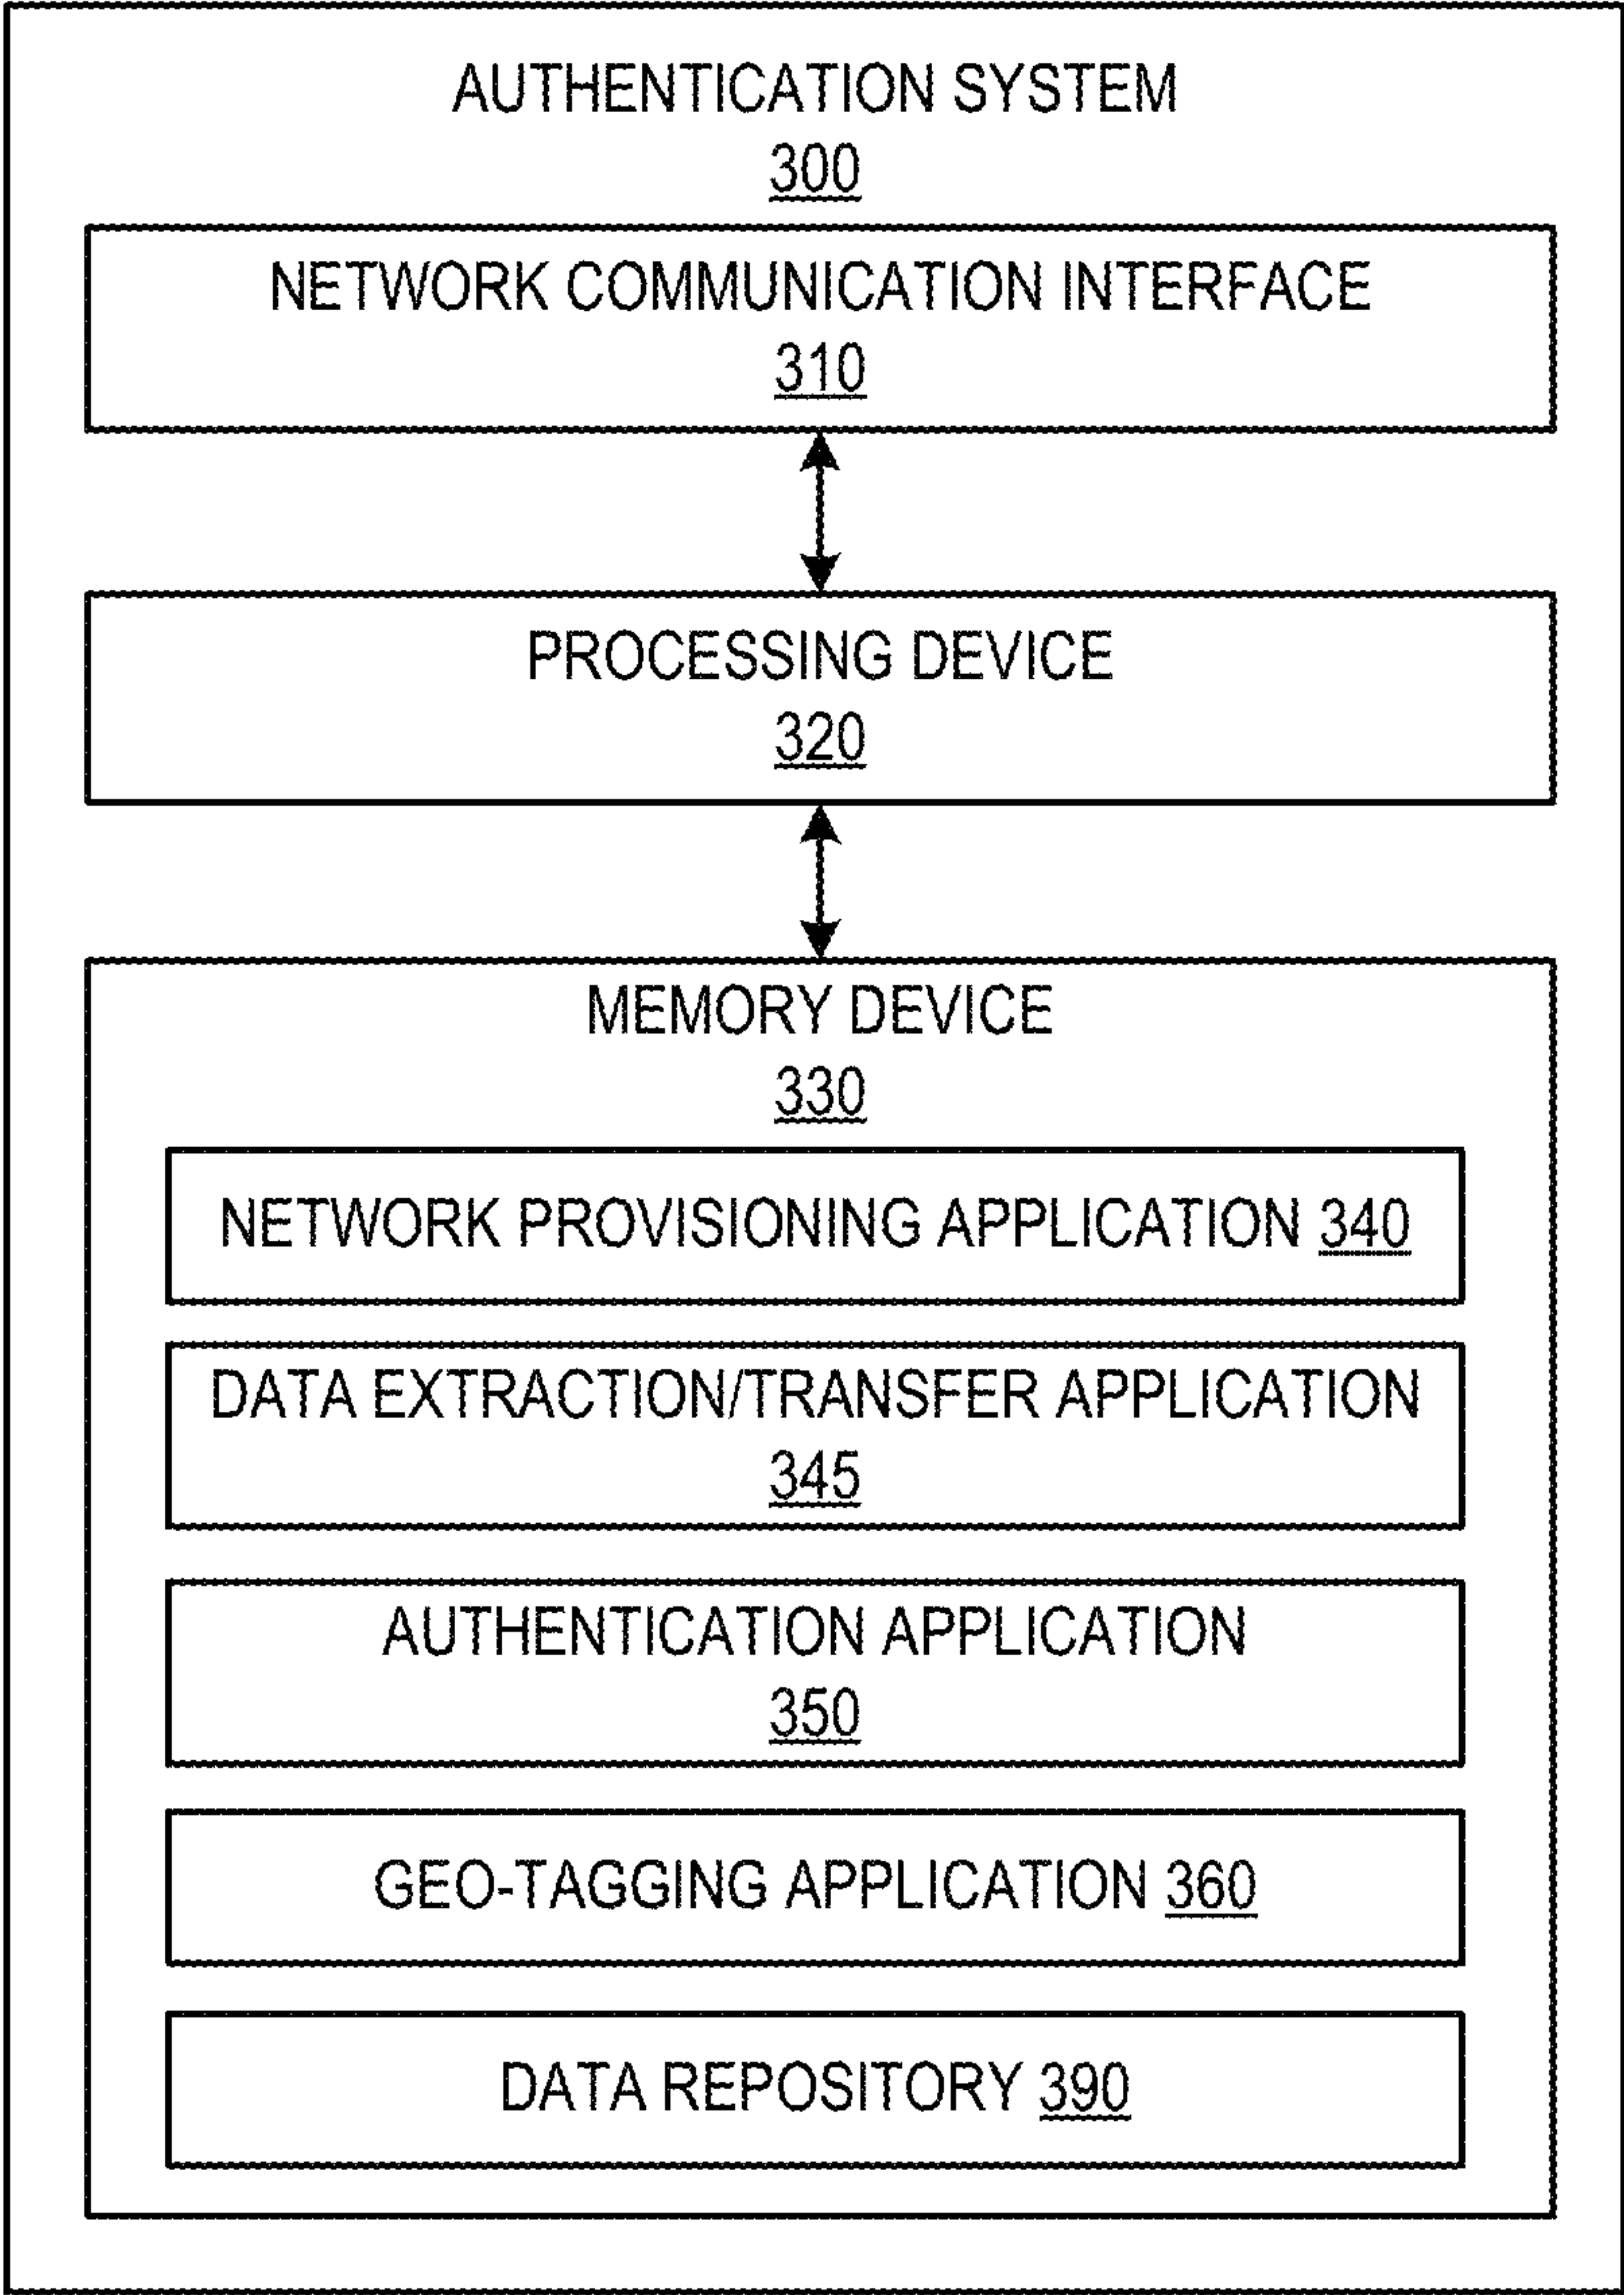 AUTHENTICATION SYSTEM
300
NETWORK COMMUNICATION INTERFACE
310
PROCESSING DEVICE
320
MEMORY DEVICE
330
NETWORK PROVISIONING APPLICATION 340
DATA EXTRACTION/TRANSFER APPLICATION
345
AUTHENTICATION APPLICATION
350
GEO-TAGGING APPLICATION 360
DATA REPOSITORY 390